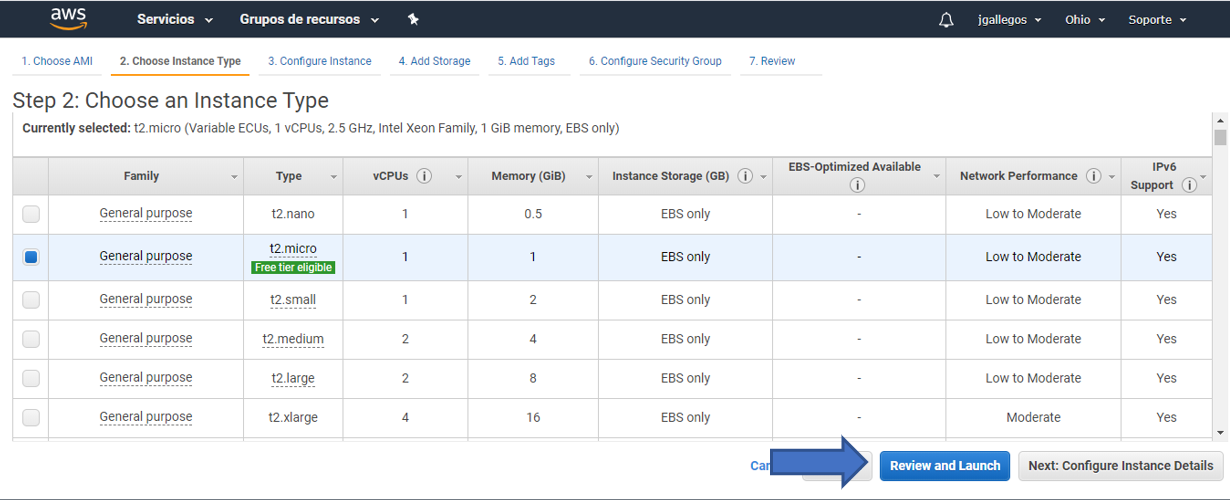 aws Servicios Grupos de recursos jgallegos Ohio Soporte
1. Choose AMI 2. Choose Instance Type 3. Configure Instance 4. Add Storage 5. Add Tags 6. Configure Security Group 7. Review
Step 2: Choose an Instance Type
Currently selected: t2.micro (Variable ECUs, 1 vCPUs, 2.5 GHz, Intel Xeon Family, 1 GiB memory, EBS only)
Family Type vCPUs Memory (GiB) Instance Storage (GB) EBS-Optimized Available Network Performance IPv6 Support
General purpose t2.nano 1 0.5 EBS only - Low to Moderate Yes
General purpose t2.micro Free tier eligible 1 1 EBS only - Low to Moderate Yes
General purpose t2.small 1 2 EBS only - Low to Moderate Yes
General purpose t2.medium 2 4 EBS only - Low to Moderate Yes
General purpose t2.large 2 8 EBS only - Low to Moderate Yes
General purpose t2.xlarge 4 16 EBS only - Moderate Yes
Review and Launch Next: Configure Instance Details